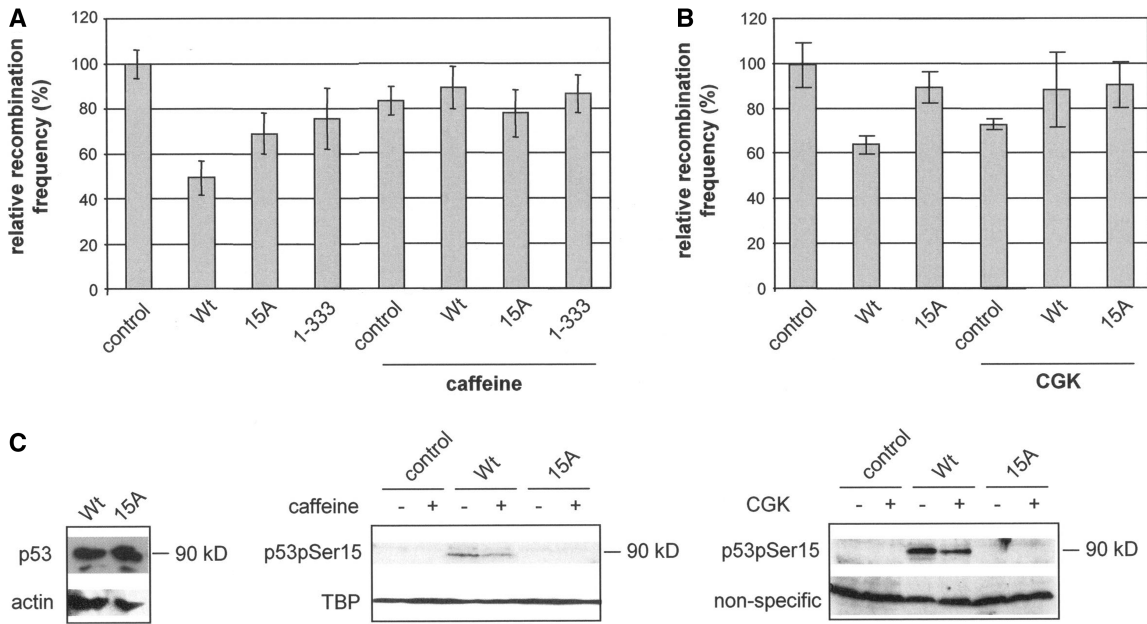 A
relative recombination
frequency (%)
120
100
80
60
40
20
0
control
Wt
15A
1-333
control
Wt
15A
1-333
caffeine
B
relative recombination
frequency (%)
120
100
80
60
40
20
0
control
Wt
15A
control
Wt
15A
CGK
C
Wt 15A
p53
90 kD
actin
control Wt 15A
caffeine - + - + - +
p53pSer15
90 kD
TBP
control Wt 15A
CGK - + - + - +
p53pSer15
90 kD
non-specific